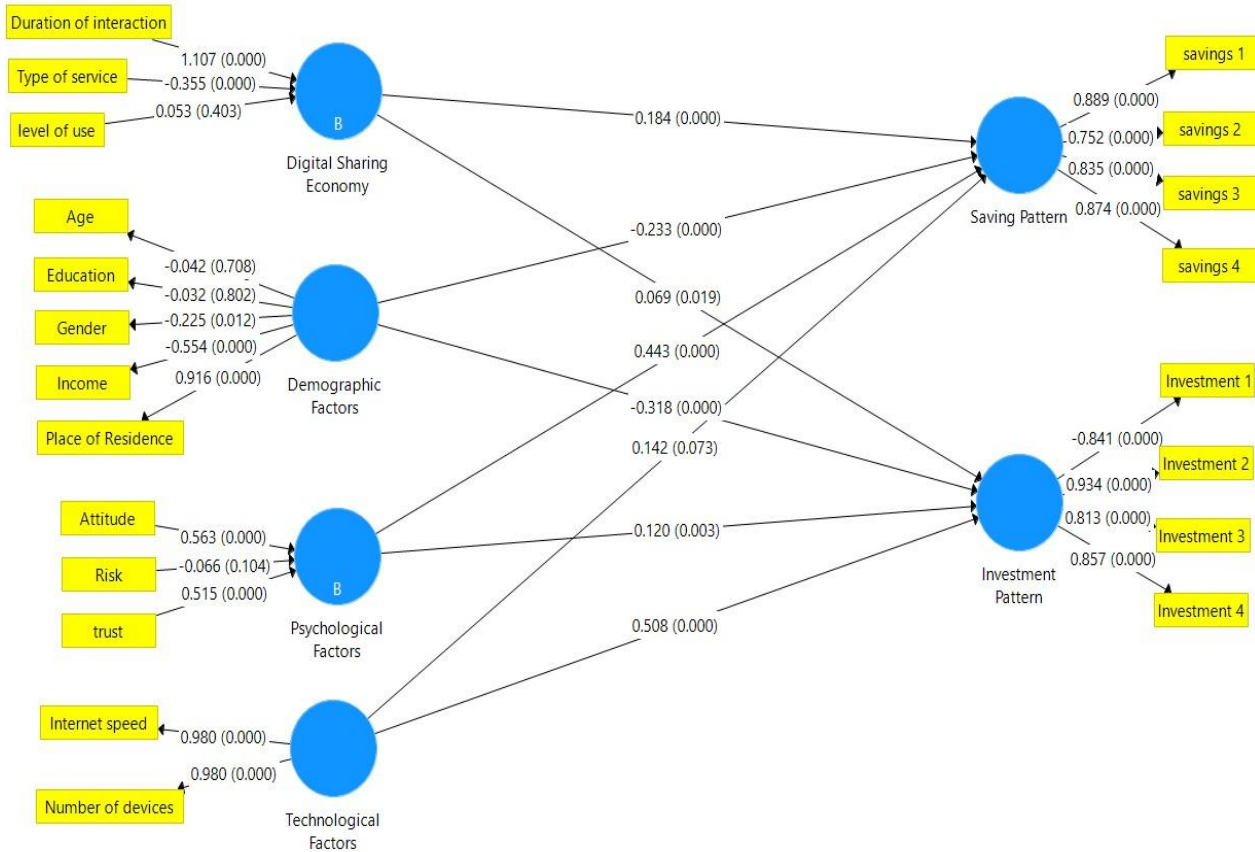 Duration of interaction
1.107 (0.000)
Type of service
-0.355 (0.000)
0.053 (0.403)
level of use
B
Digital Sharing
Economy
Age
-0.042 (0.708)
Education
-0.032 (0.802)
Gender
-0.225 (0.012)
-0.554 (0.000)
Income
0.916 (0.000)
Place of Residence
Demographic
Factors
Attitude
0.563 (0.000)
Risk
-0.066 (0.104)
0.515 (0.000)
trust
B
Psychological
Factors
Internet speed
0.980 (0.000)
0.980 (0.000)
Number of devices
Technological
Factors
0.184 (0.000)
-0.233 (0.000)
0.069 (0.019)
0.443 (0.000)
-0.318 (0.000)
0.142 (0.073)
0.120 (0.003)
0.508 (0.000)
savings 1
0.889 (0.000)
savings 2
0.752 (0.000)
0.835 (0.000)
savings 3
0.874 (0.000)
savings 4
Saving Pattern
Investment 1
-0.841 (0.000)
Investment 2
0.934 (0.000)
0.813 (0.000)
Investment 3
0.857 (0.000)
Investment 4
Investment
Pattern